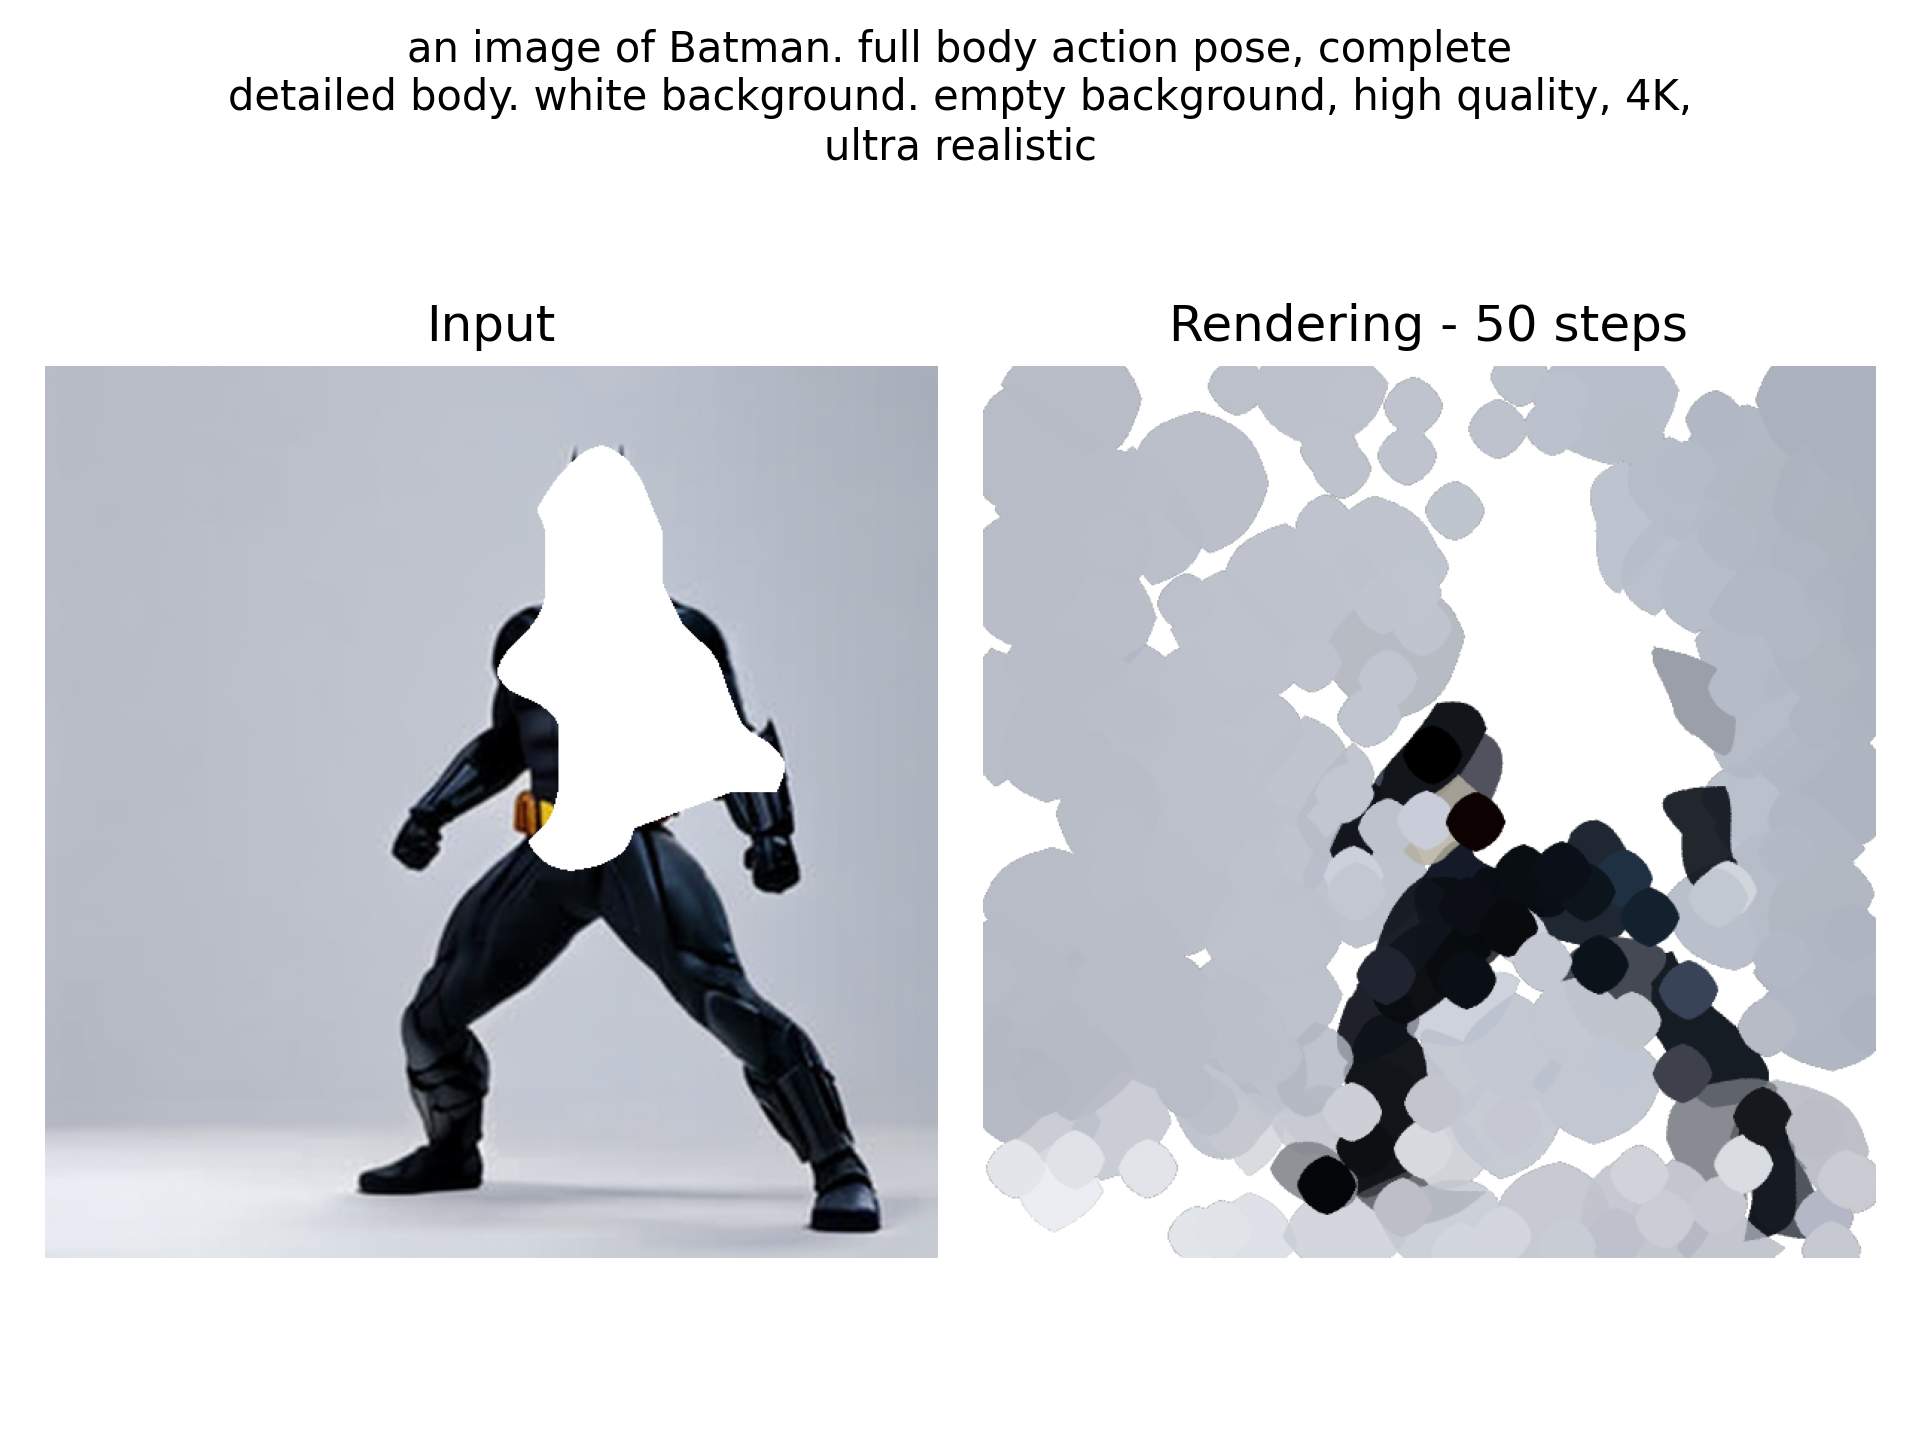 an image of Batman. full body action pose, complete
detailed body. white background. empty background, high quality, 4K,
ultra realistic
Input
Rendering - 50 steps